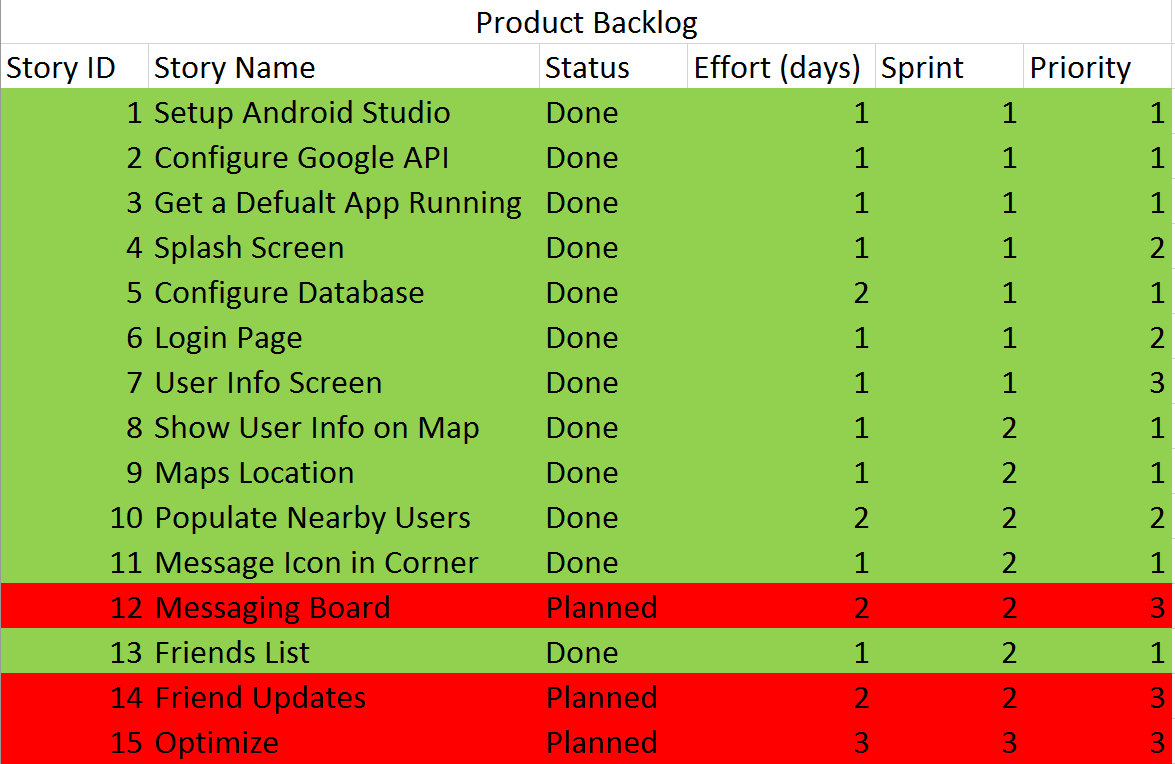 Product Backlog
Story ID Story Name Status Effort (days) Sprint Priority
1 Setup Android Studio Done 1 1 1
2 Configure Google API Done 1 1 1
3 Get a Defualt App Running Done 1 1 1
4 Splash Screen Done 1 1 2
5 Configure Database Done 2 1 1
6 Login Page Done 1 1 2
7 User Info Screen Done 1 1 3
8 Show User Info on Map Done 1 2 1
9 Maps Location Done 1 2 1
10 Populate Nearby Users Done 2 2 2
11 Message Icon in Corner Done 1 2 1
12 Messaging Board Planned 2 2 3
13 Friends List Done 1 2 1
14 Friend Updates Planned 2 2 3
15 Optimize Planned 3 3 3